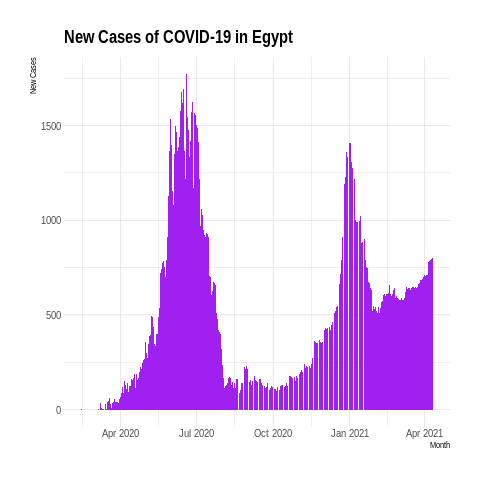 New Cases of COVID-19 in Egypt
New Cases
1500
1000
500
0
Apr 2020
Jul 2020
Oct 2020
Jan 2021
Apr 2021
Month